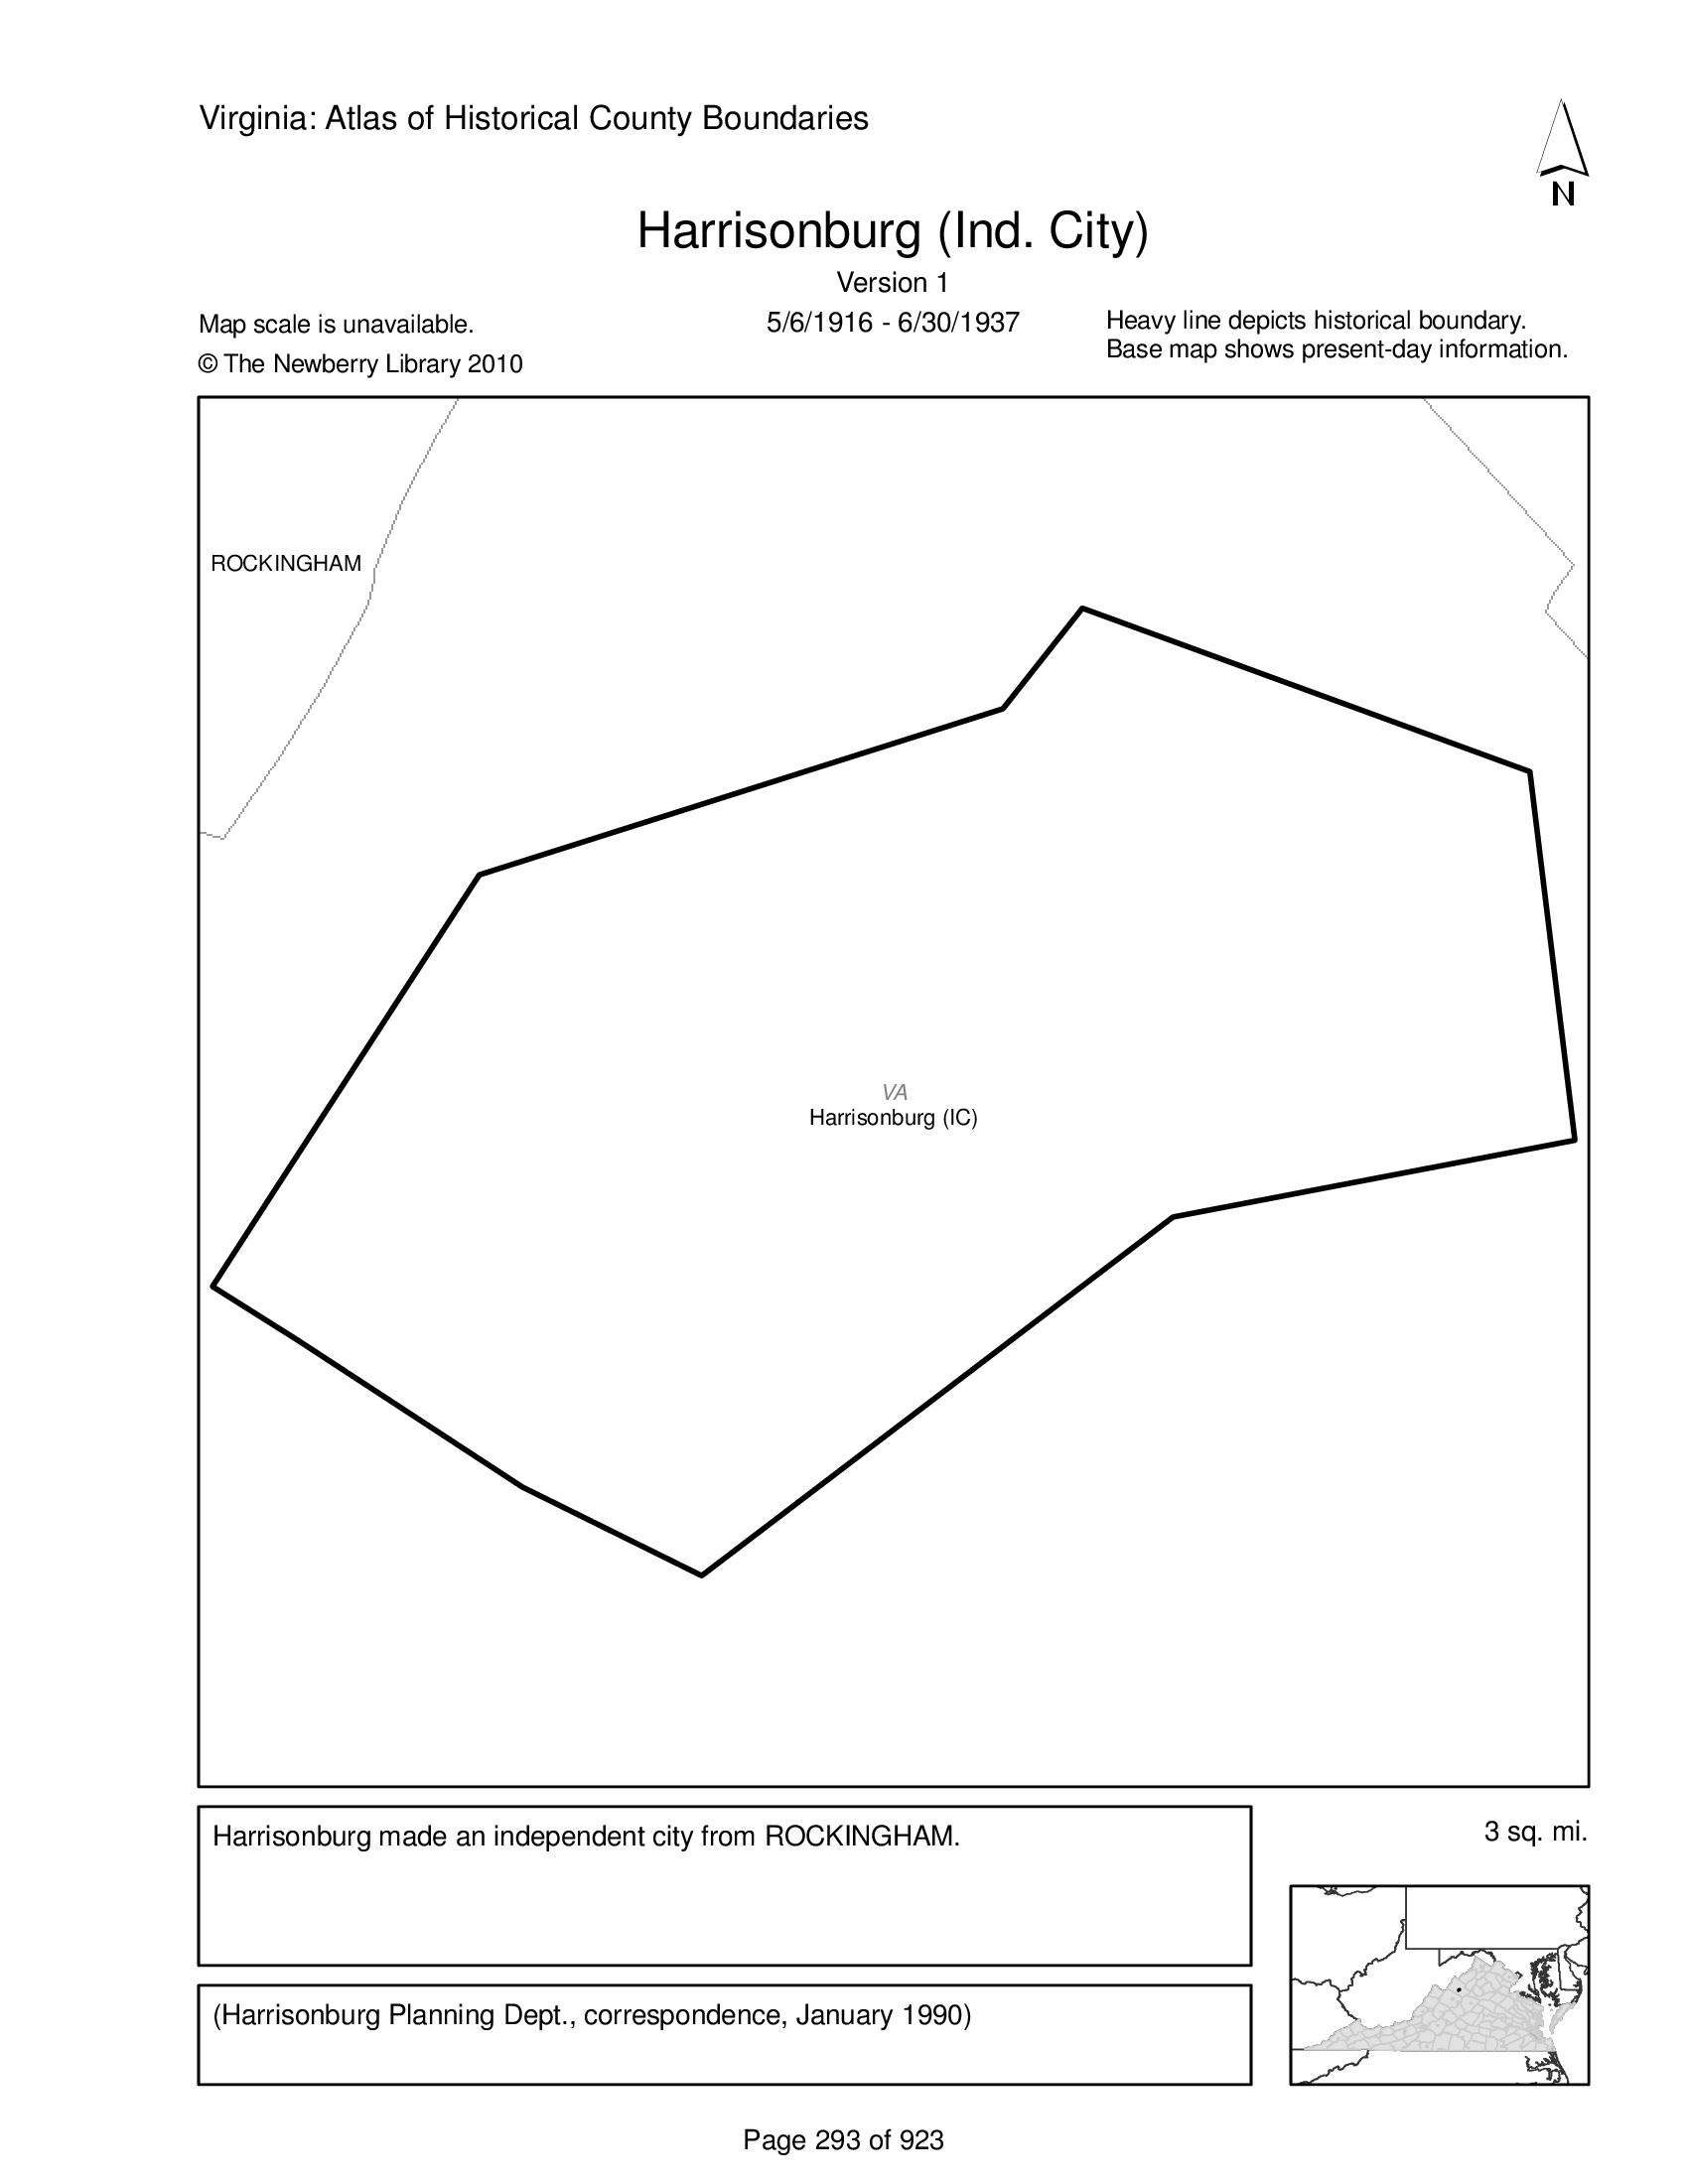 Virginia: Atlas of Historical County Boundaries
N
Harrisonburg (Ind. City)
Version 1
5/6/1916 - 6/30/1937
Map scale is unavailable.
© The Newberry Library 2010
Heavy line depicts historical boundary.
Base map shows present-day information.
ROCKINGHAM
VA
Harrisonburg (IC)
Harrisonburg made an independent city from ROCKINGHAM.
3 sq. mi.
(Harrisonburg Planning Dept., correspondence, January 1990)
Page 293 of 923